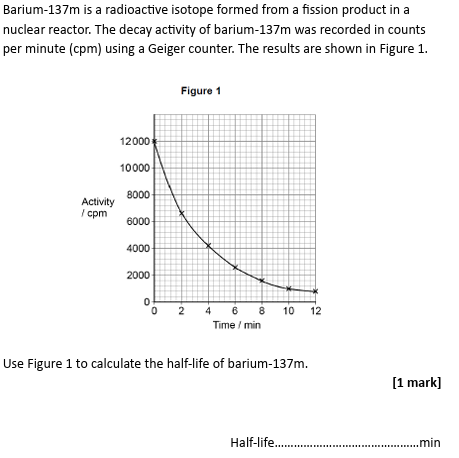 Barium-137m is a radioactive isotope formed from a fission product in a
nuclear reactor. The decay activity of barium-137m was recorded in counts
per minute (cpm) using a Geiger counter. The results are shown in Figure 1.
Figure 1
12000
10000
8000
Activity
/ cpm
6000
4000
2000
0
0 2 4 6 8 10 12
Time / min
Use Figure 1 to calculate the half-life of barium-137m.
[1 mark]
Half-life................................................min